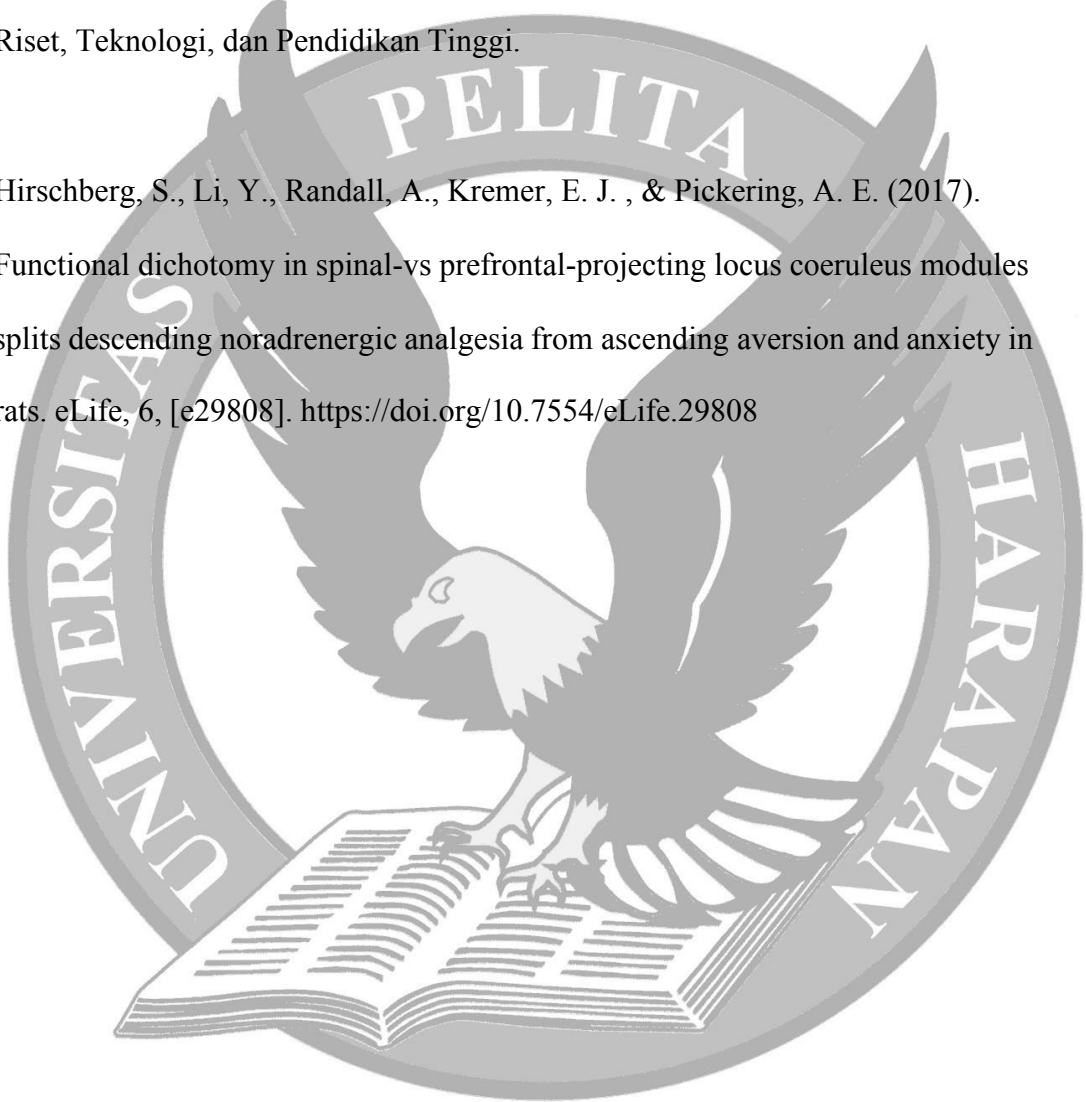 Riset, Teknologi, dan Pendidikan Tinggi.
PELITA
Hirschberg, S., Li, Y., Randall, A., Kremer, E. J. , & Pickering, A. E. (2017).
Functional dichotomy in spinal-vs prefrontal-projecting locus coeruleus modules
splits descending noradrenergic analgesia from ascending aversion and anxiety in
rats. eLife, 6, [e29808]. https://doi.org/10.7554/eLife.29808
UNIVERSITAS
HARAPAN